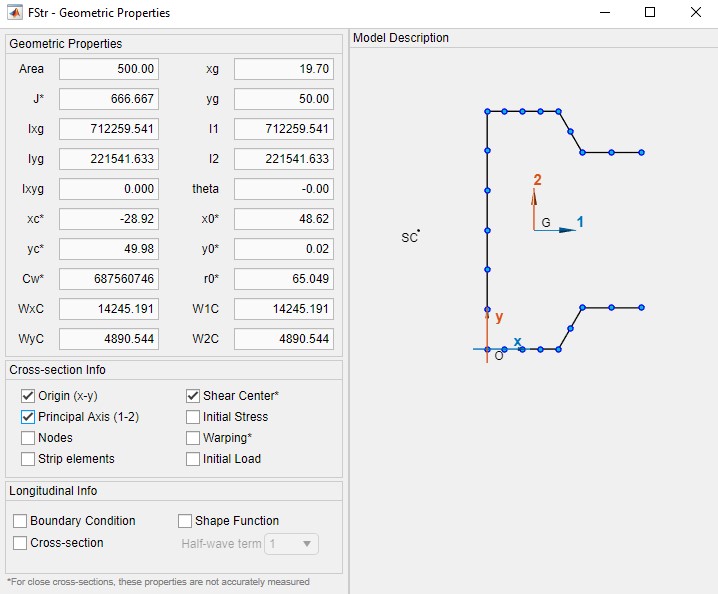 FStr - Geometric Properties
Geometric Properties
Area 500.00 xg 19.70
J* 666.667 yg 50.00
Ixg 712259.541 I1 712259.541
Iyg 221541.633 I2 221541.633
Ixyg 0.000 theta -0.00
xc* -28.92 x0* 48.62
yc* 49.98 y0* 0.02
Cw* 687560746 r0* 65.049
WxC 14245.191 W1C 14245.191
WyC 4890.544 W2C 4890.544
Cross-section Info
Origin (x-y) Shear Center*
Principal Axis (1-2) Initial Stress
Nodes Warping*
Strip elements Initial Load
Longitudinal Info
Boundary Condition Shape Function
Cross-section Half-wave term 1
*For close cross-sections, these properties are not accurately measured
Model Description
2
G 1
SC
y
x
O